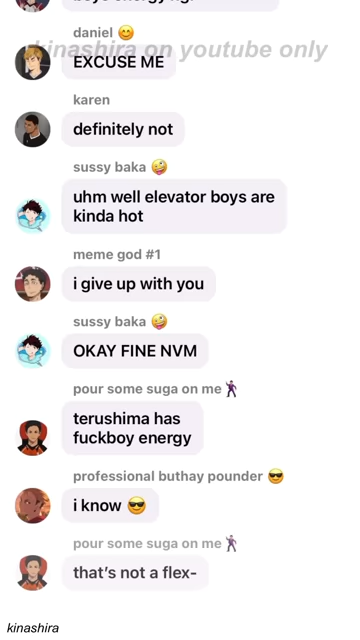 daniel 😊
kinashira on youtube only
EXCUSE ME
karen
definitely not
sussy baka 🤪
uhm well elevator boys are
kinda hot
meme god #1
i give up with you
sussy baka 🤪
OKAY FINE NVM
pour some suga on me 🕺
terushima has
fuckboy energy
professional buthay pounder 😎
i know 😎
pour some suga on me 🕺
that's not a flex-
kinashira